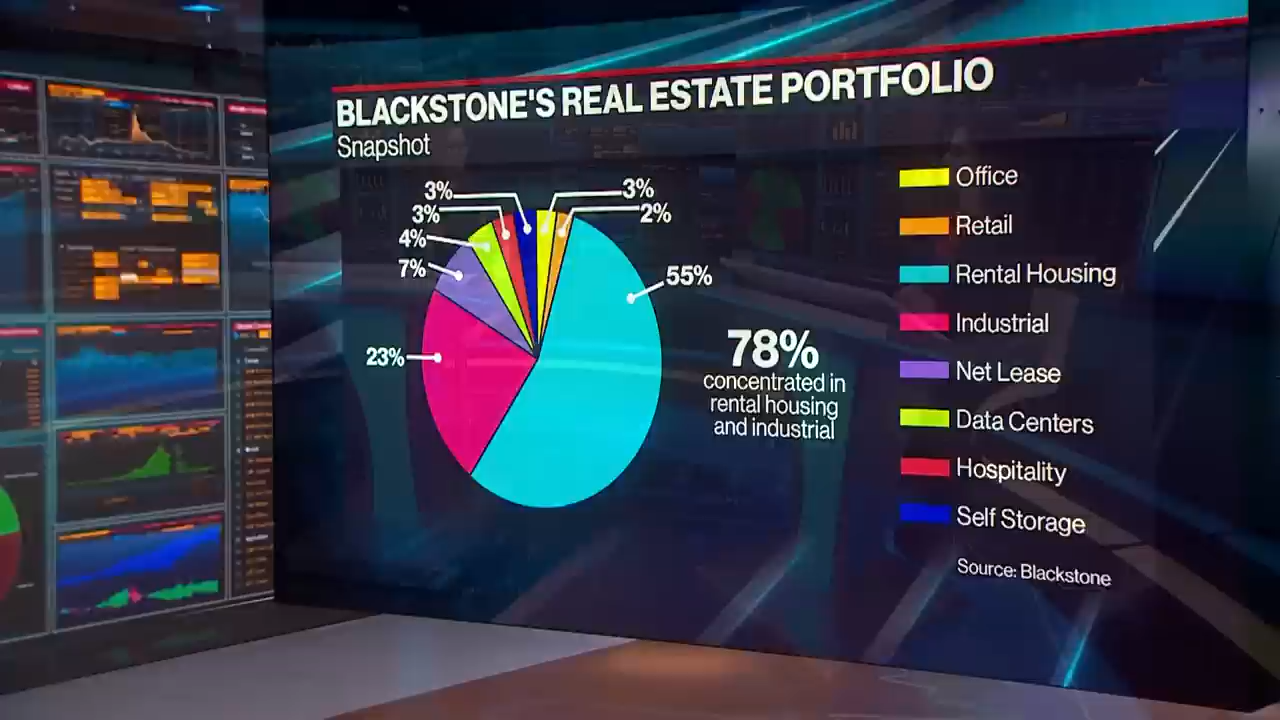 BLACKSTONE'S REAL ESTATE PORTFOLIO
Snapshot
3%
3%
3%
2%
4%
7%
55%
23%
78%
concentrated in
rental housing
and industrial
Office
Retail
Rental Housing
Industrial
Net Lease
Data Centers
Hospitality
Self Storage
Source: Blackstone